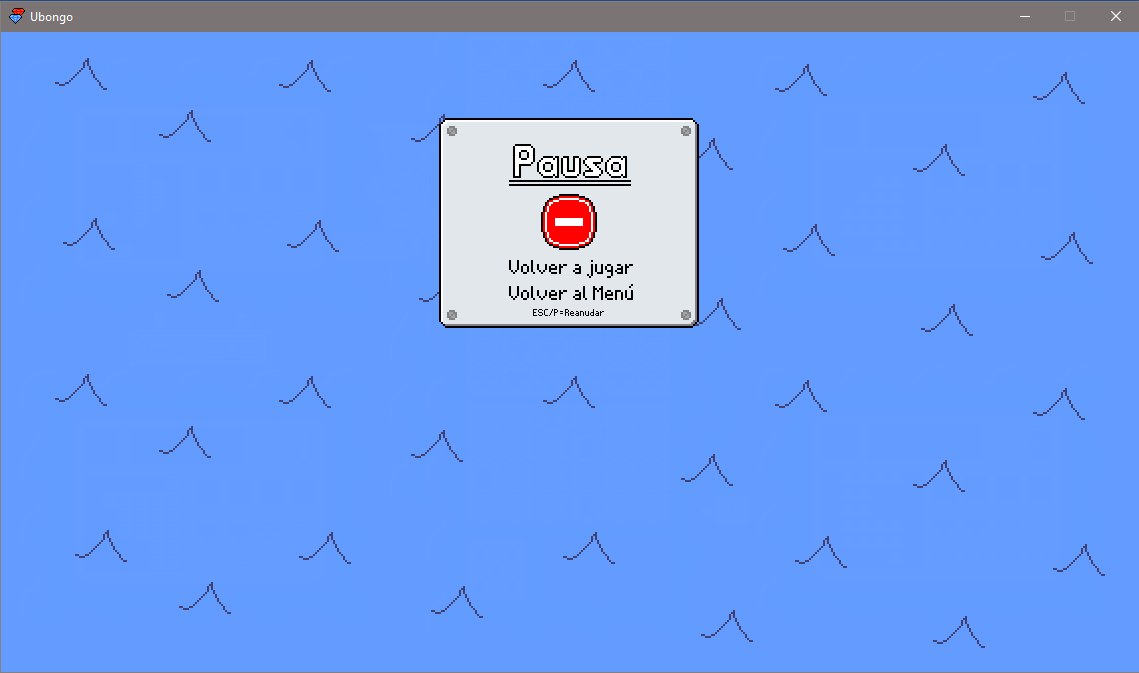 Ubongo
Pausa
Volver a jugar
Volver al Menú
ESC/P=Reanudar